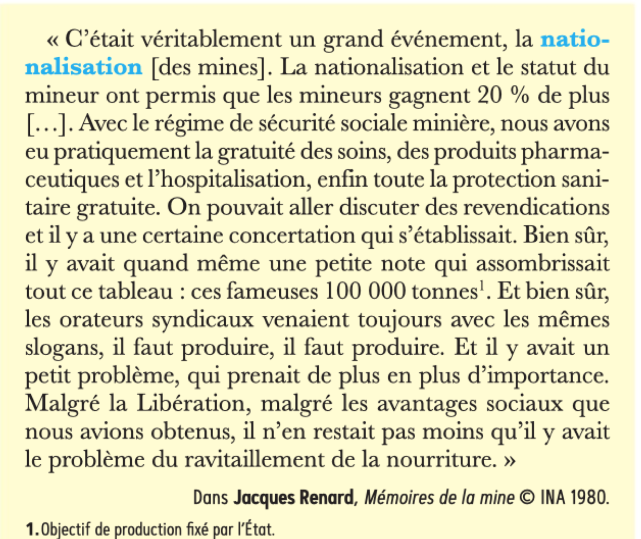 « C’était véritablement un grand événement, la natio-
nalisation [des mines]. La nationalisation et le statut du
mineur ont permis que les mineurs gagnent 20 % de plus
[…]. Avec le régime de sécurité sociale minière, nous avons
eu pratiquement la gratuité des soins, des produits pharma-
ceutiques et l’hospitalisation, enfin toute la protection sani-
taire gratuite. On pouvait aller discuter des revendications
et il y a une certaine concertation qui s’établissait. Bien sûr,
il y avait quand même une petite note qui assombrissait
tout ce tableau : ces fameuses 100 000 tonnes¹. Et bien sûr,
les orateurs syndicaux venaient toujours avec les mêmes
slogans, il faut produire, il faut produire. Et il y avait un
petit problème, qui prenait de plus en plus d’importance.
Malgré la Libération, malgré les avantages sociaux que
nous avions obtenus, il n’en restait pas moins qu’il y avait
le problème du ravitaillement de la nourriture. »
Dans Jacques Renard, Mémoires de la mine © INA 1980.
1. Objectif de production fixé par l’État.